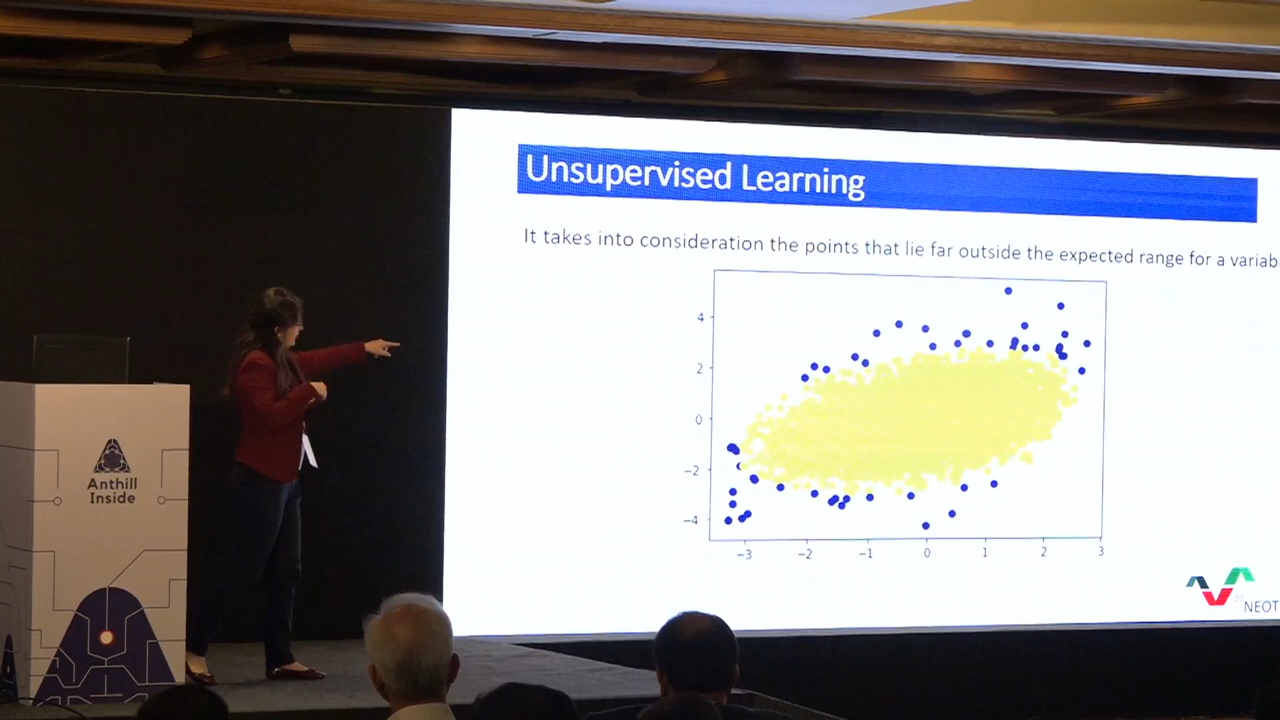 Unsupervised Learning
It takes into consideration the points that lie far outside the expected range for a variab
4
2
0
−2
−4
−3
−2
−1
0
1
2
3
NEOT
Anthill
Inside